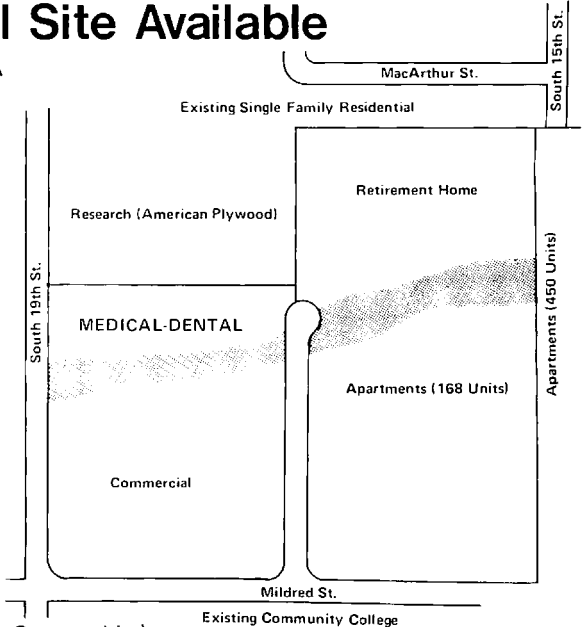 l Site Available
MacArthur St.
South 15th St.
Existing Single Family Residential
Retirement Home
Research (American Plywood)
Apartments (450 Units)
South 19th St.
MEDICAL-DENTAL
Apartments (168 Units)
Commercial
Mildred St.
Existing Community College